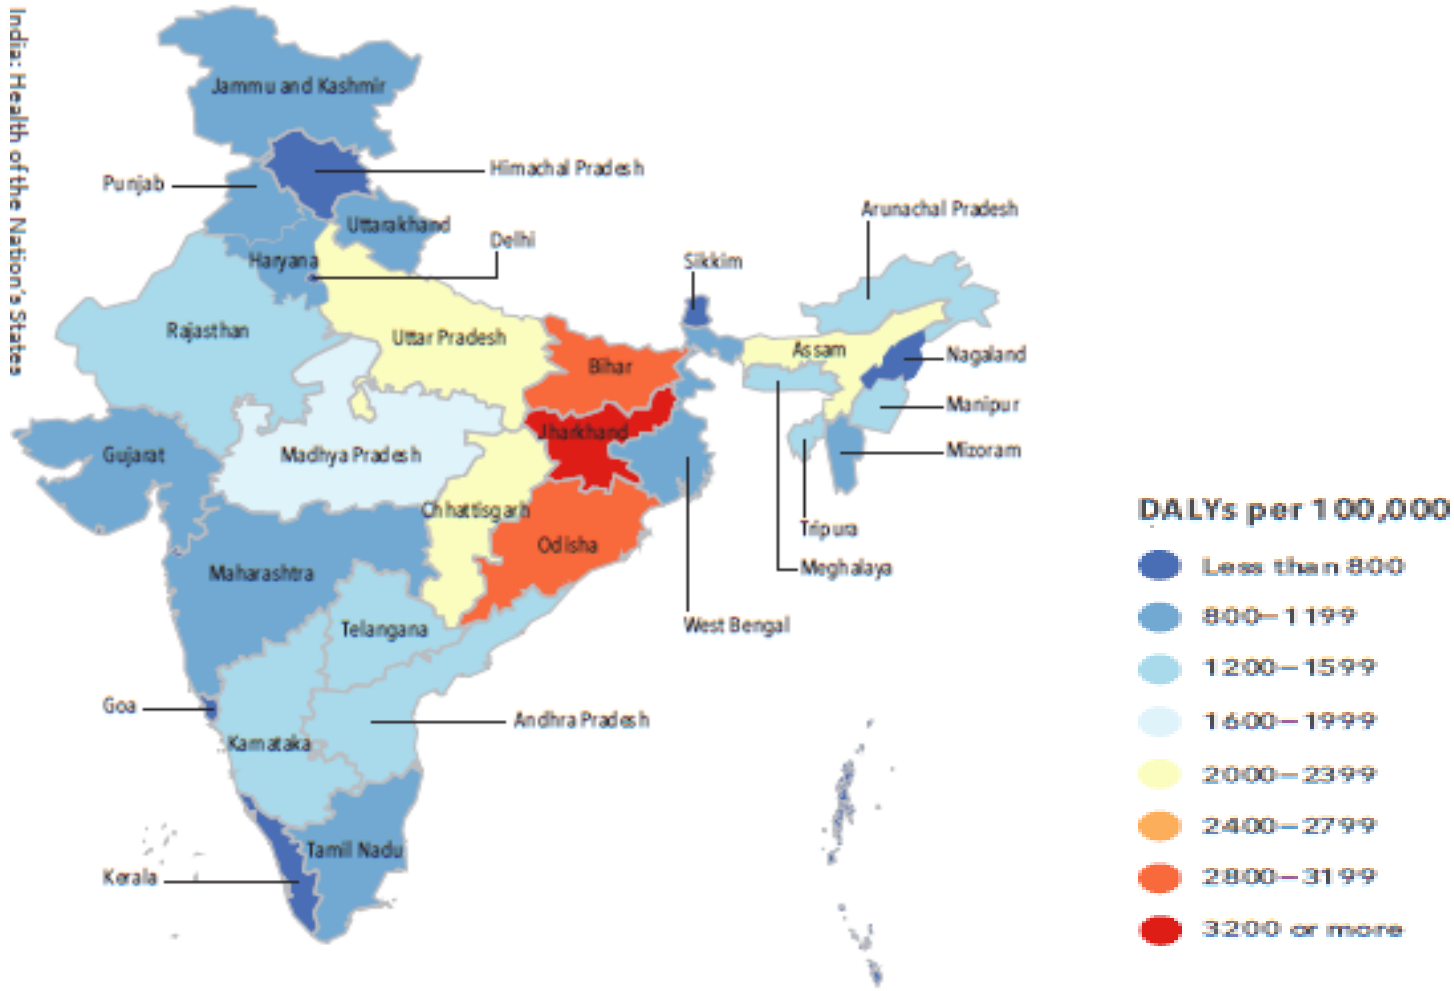 India: Health of the Nation's States
Jammu and Kashmir
Himachal Pradesh
Punjab
Uttarakhand
Arunachal Pradesh
Delhi
Haryana
Sikkim
Rajasthan
Uttar Pradesh
Assam
Nagaland
Bihar
Manipur
Jharkhand
Gujarat
Madhya Pradesh
Mizoram
Chhattisgarh
Tripura
Odisha
Meghalaya
Maharashtra
West Bengal
Telangana
Goa
Andhra Pradesh
Karnataka
Tamil Nadu
Kerala
DALYs per 100,000
Less than 800
800–1199
1200–1599
1600–1999
2000–2399
2400–2799
2800–3199
3200 or more